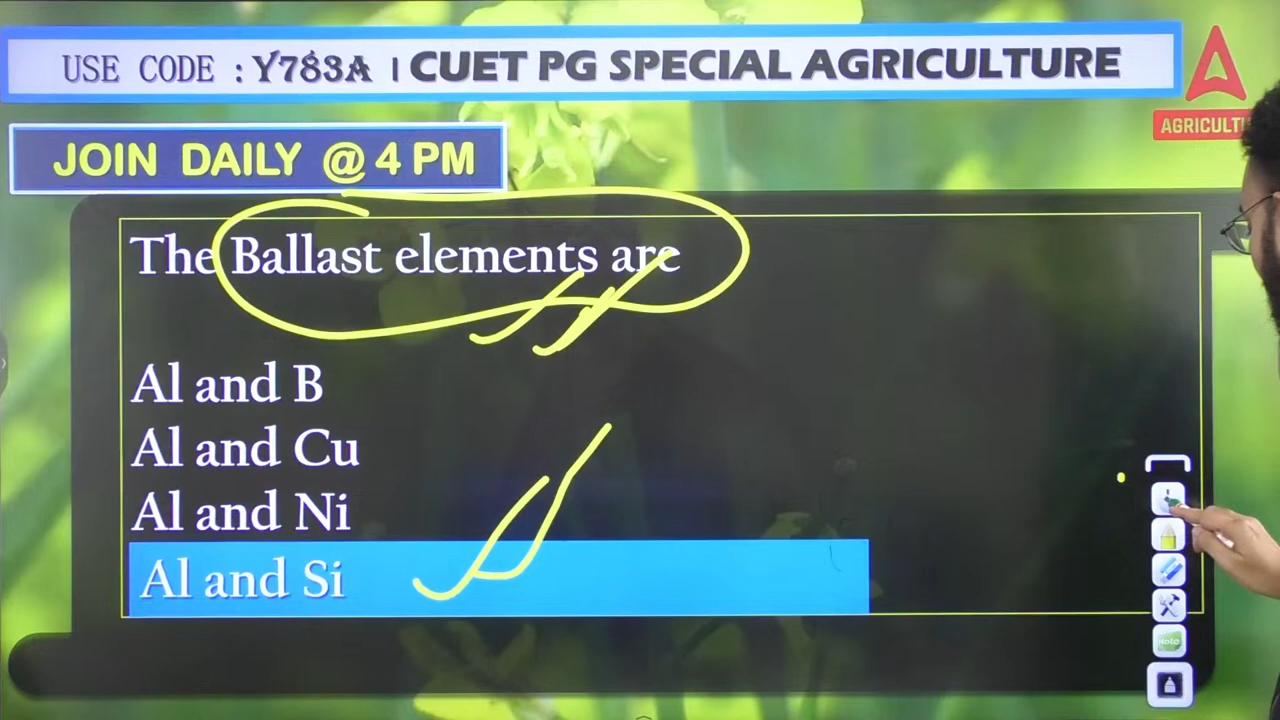 USE CODE : Y783A | CUET PG SPECIAL AGRICULTURE
AGRICULTU
JOIN DAILY @ 4 PM
The Ballast elements are
Al and B
Al and Cu
Al and Ni
Al and Si